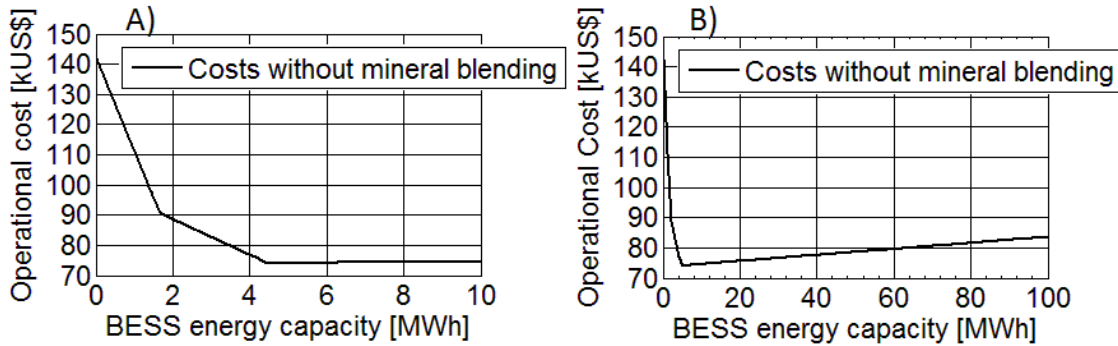 A)
Operational cost [kUS$]
150
140
130
120
110
100
90
80
70
Costs without mineral blending
0 2 4 6 8 10
BESS energy capacity [MWh]
B)
Operational Cost [kUS$]
150
140
130
120
110
100
90
80
70
Costs without mineral blending
0 20 40 60 80 100
BESS energy capacity [MWh]